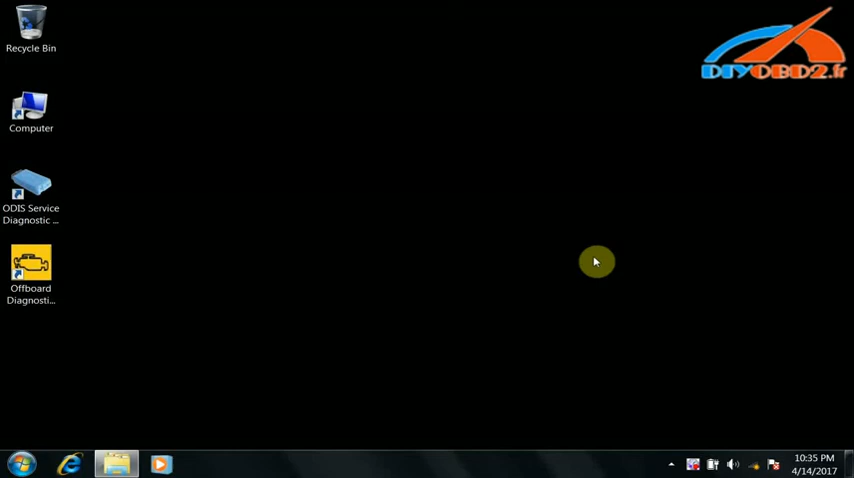 Recycle Bin
DIYOBD2.fr
Computer
ODIS Service
Diagnostic ...
Offboard
Diagnosti...
10:35 PM
4/14/2017